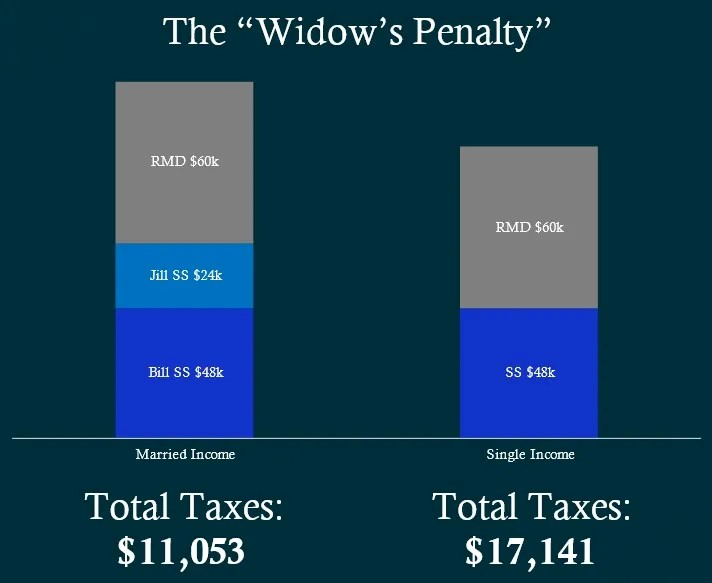 The “Widow’s Penalty”
RMD $60k
Jill SS $24k
Bill SS $48k
Married Income
Total Taxes:
$11,053
RMD $60k
SS $48k
Single Income
Total Taxes:
$17,141